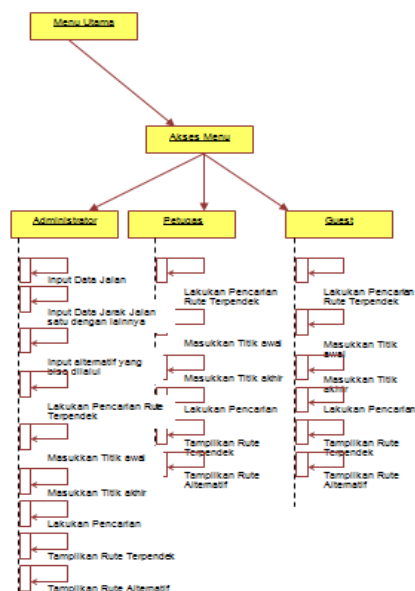 Menu Utama
Akses Menu
Administrator
Input Data Jalan
Input Data Jarak Jalan
satu dengan lainnya
Input alternatif yang
bisa dilalui
Lakukan Pencarian Rute
Terpendek
Masukkan Titik awal
Masukkan Titik akhir
Lakukan Pencarian
Tampilkan Rute Terpendek
Tampilkan Rute Alternatif
Petugas
Lakukan Pencarian
Rute Terpendek
Masukkan Titik awal
Masukkan Titik akhir
Lakukan Pencarian
Tampilkan Rute
Terpendek
Tampilkan Rute
Alternatif
Guest
Lakukan Pencarian
Rute Terpendek
Masukkan Titik
awal
Masukkan Titik
akhir
Lakukan Pencarian
Tampilkan Rute
Terpendek
Tampilkan Rute
Alternatif